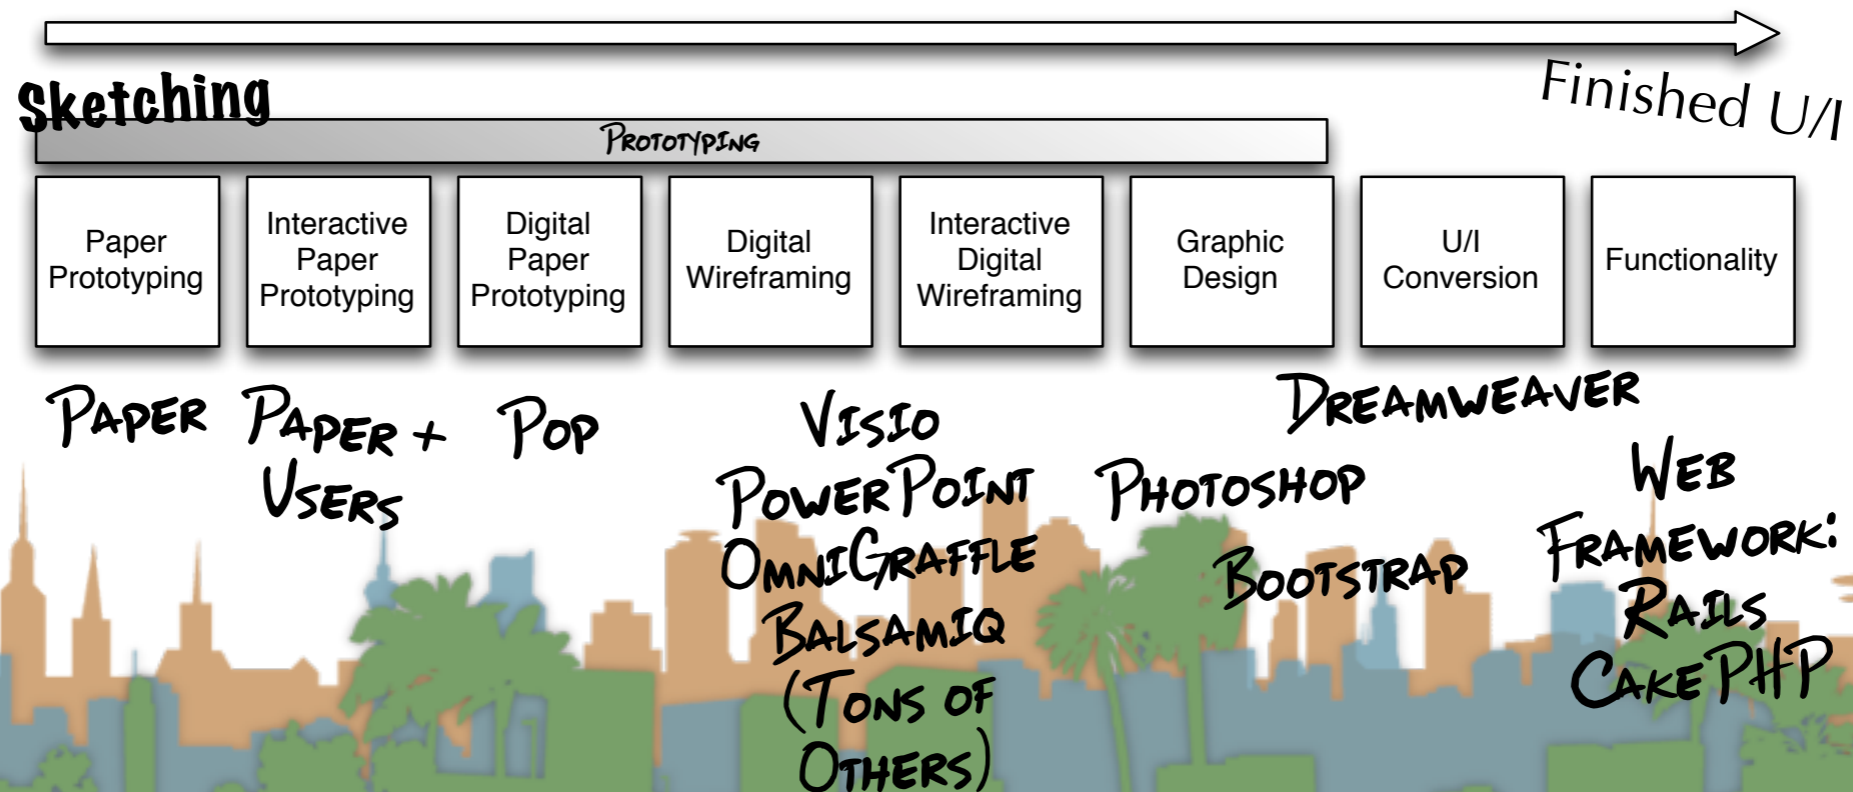 Sketching
Finished U/I
PROTOTYPING
Paper
Prototyping
Interactive
Paper
Prototyping
Digital
Paper
Prototyping
Digital
Wireframing
Interactive
Digital
Wireframing
Graphic
Design
U/I
Conversion
Functionality
PAPER
PAPER +
USERS
POP
VISIO
POWERPOINT
OMNIGRAFFLE
BALSAMIQ
(TONS OF
OTHERS)
DREAMWEAVER
PHOTOSHOP
BOOTSTRAP
WEB
FRAMEWORK:
RAILS
CAKEPHP